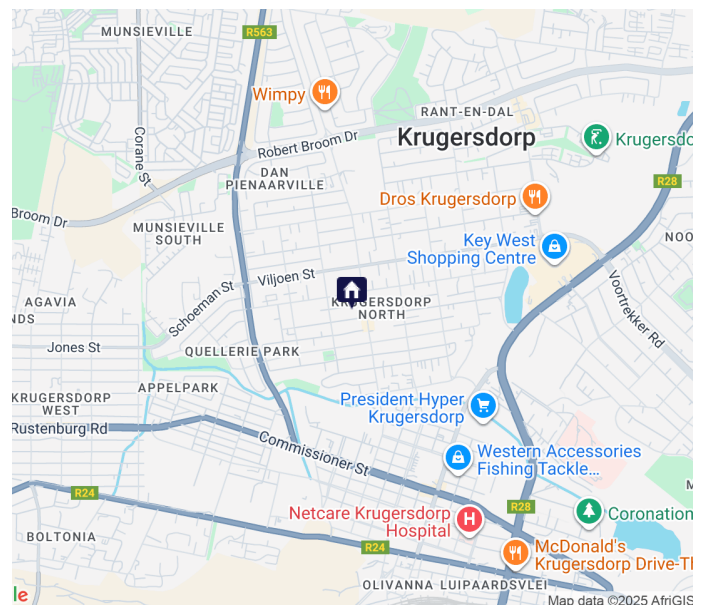 MUNSIEVILLE
R563
Wimpy
RANT-EN-DAL
Krugersdorp
Krugersdo
Robert Broom Dr
Corane St
DAN
PIENAARVILLE
R28
Dros Krugersdorp
Broom Dr
MUNSIEVILLE
SOUTH
Key West
Shopping Centre
NOO
Viljoen St
Voortrekker Rd
AGAVIA
NDS
Schoeman St
KRUGERSDORP
NORTH
Jones St
QUELLERIE PARK
APPELPARK
KRUGERSDORP
WEST
President Hyper
Krugersdorp
Rustenburg Rd
Commissioner St
Western Accessories
Fishing Tackle...
R24
M
R28
Netcare Krugersdorp
Hospital
H
Coronation
BOLTONIA
R24
McDonald's
Krugersdorp Drive-Th
OLIVANNA
LUIPAARDSVLEI
le
Map data ©2025 AfriGIS